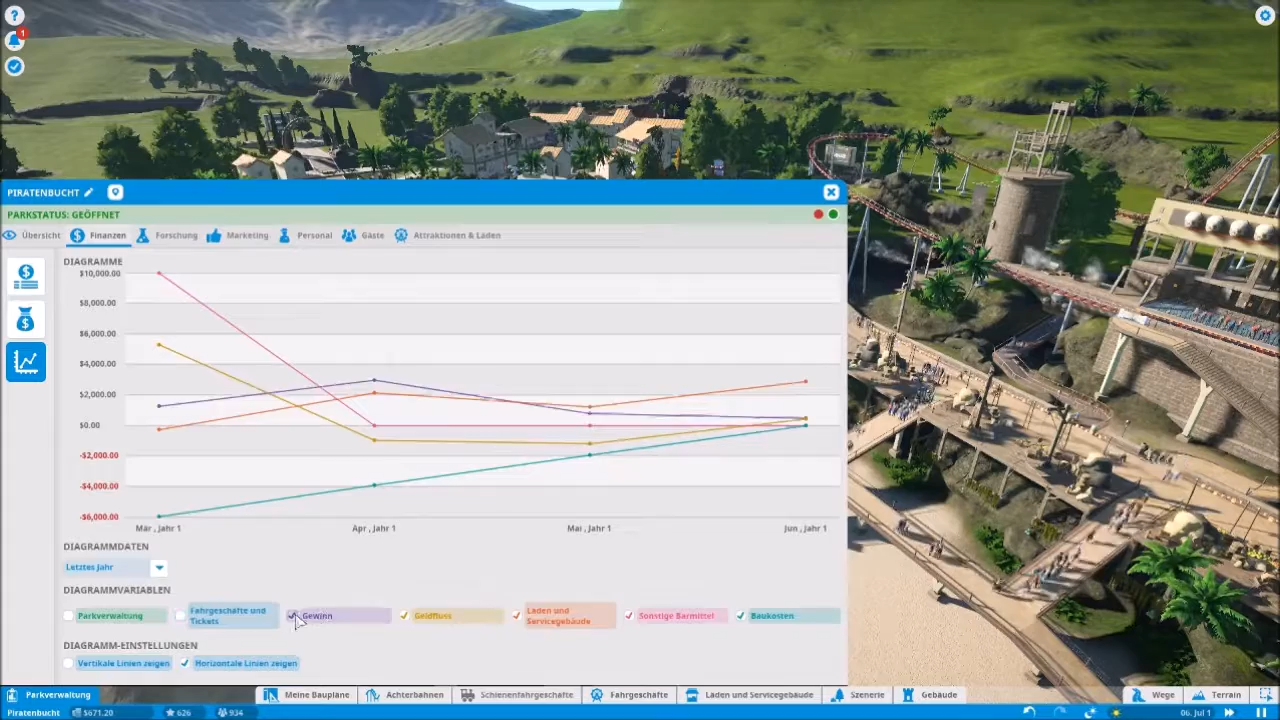 ?
1
PIRATENBUCHT
PARKSTATUS: GEÖFFNET
Übersicht Finanzen Forschung Marketing Personal Gäste Attraktionen & Läden
DIAGRAMME
$10,000.00
$8,000.00
$6,000.00
$4,000.00
$2,000.00
$0.00
-$2,000.00
-$4,000.00
-$6,000.00
Mär , Jahr 1 Apr , Jahr 1 Mai , Jahr 1 Jun , Jahr 1
DIAGRAMMDATEN
Letztes Jahr
DIAGRAMMVARIABLEN
Parkverwaltung Fahrgeschäfte und Tickets Gewinn Geldfluss Läden und Servicegebäude Sonstige Barmittel Baukosten
DIAGRAMM-EINSTELLUNGEN
Vertikale Linien zeigen Horizontale Linien zeigen
Parkverwaltung Meine Baupläne Achterbahnen Schienenfahrgeschäfte Fahrgeschäfte Läden und Servicegebäude Szenerie Gebäude Wege Terrain
Piratenbucht $671.20 626 934 06. Jul 1